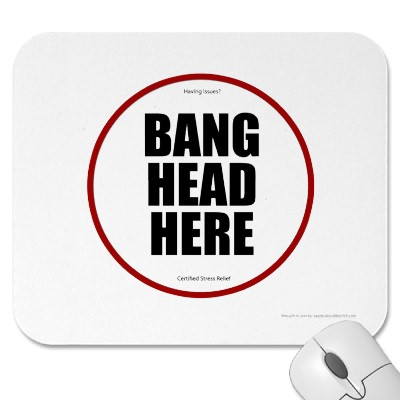 Having Issues?
BANG
HEAD
HERE
Certified Stress Relief